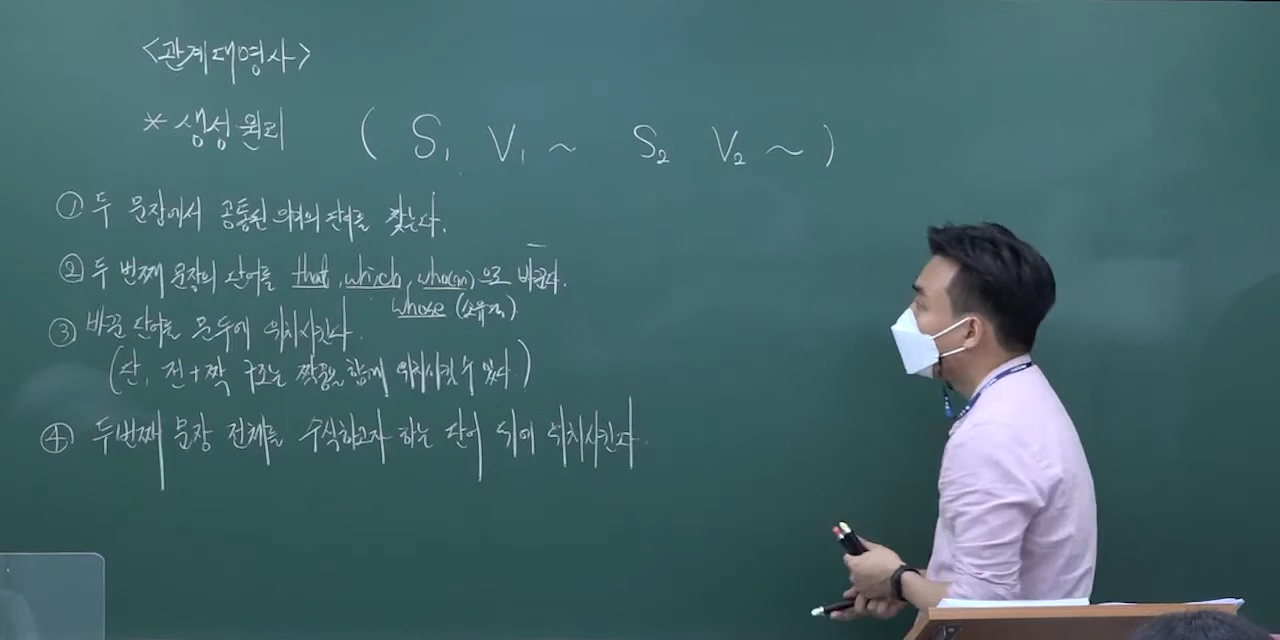 <관계대명사>
* 생성원리 ( S₁ V₁ ~ S₂ V₂ ~ )
① 두 문장에서 공통된 의미의 단어를 찾는다.
② 두 번째 문장의 단어를 that, which, who(m)으로 바꾼다.
whose (소유격)
③ 바꾼 단어를 문두에 위치시킨다.
(단, 전+짝 구조는 함께 위치시킬 수 있다.)
④ 두번째 문장 전체를 수식하고자 하는 단어 뒤에 위치시킨다.